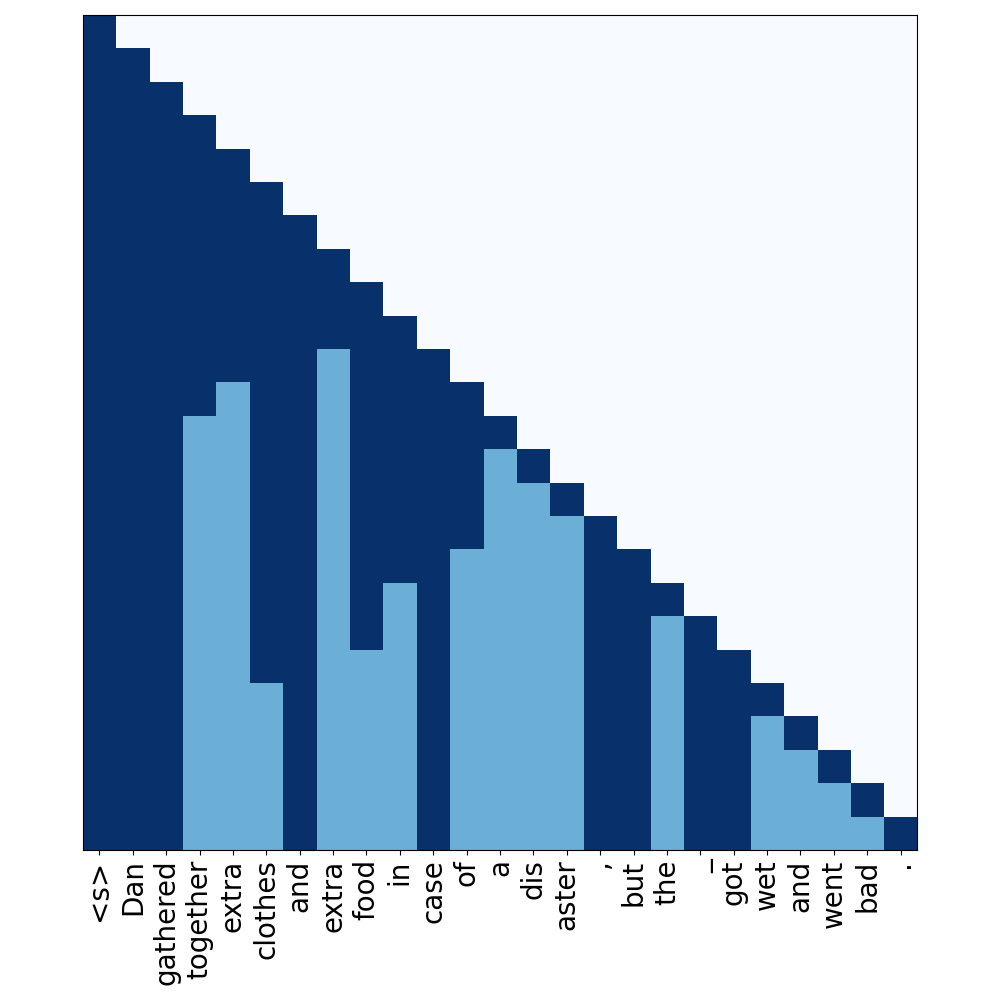 <s>
Dan
gathered
together
extra
clothes
and
extra
food
in
case
of
a
dis
aster
,
but
the
_
got
wet
and
went
bad
.